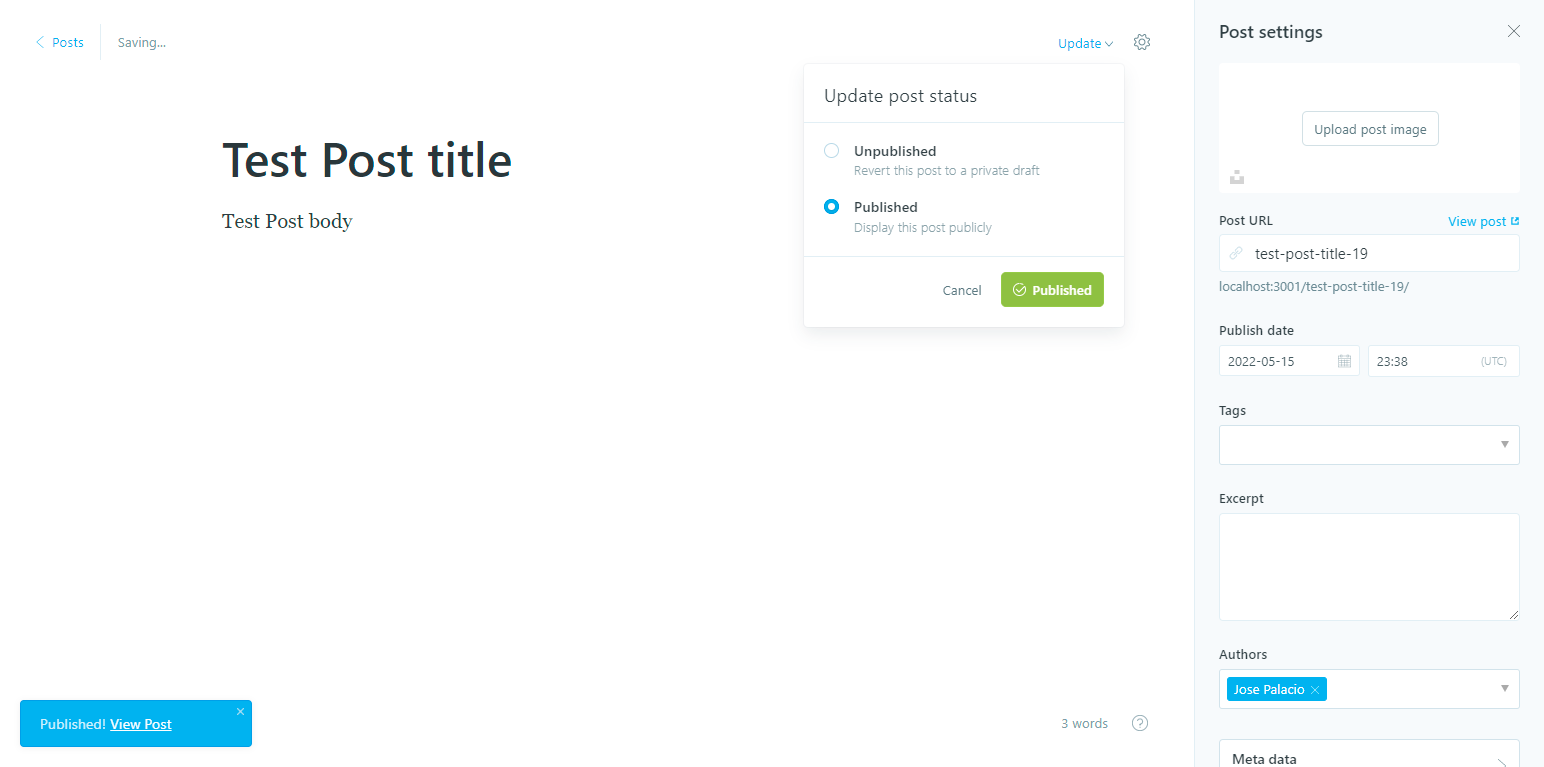 Posts
Saving...
Update
Update post status
Unpublished
Revert this post to a private draft
Published
Display this post publicly
Cancel
Published
Test Post title
Test Post body
Published! View Post
3 words
Post settings
Upload post image
Post URL
View post
test-post-title-19
localhost:3001/test-post-title-19/
Publish date
2022-05-15
23:38
(UTC)
Tags
Excerpt
Authors
Jose Palacio
Meta data